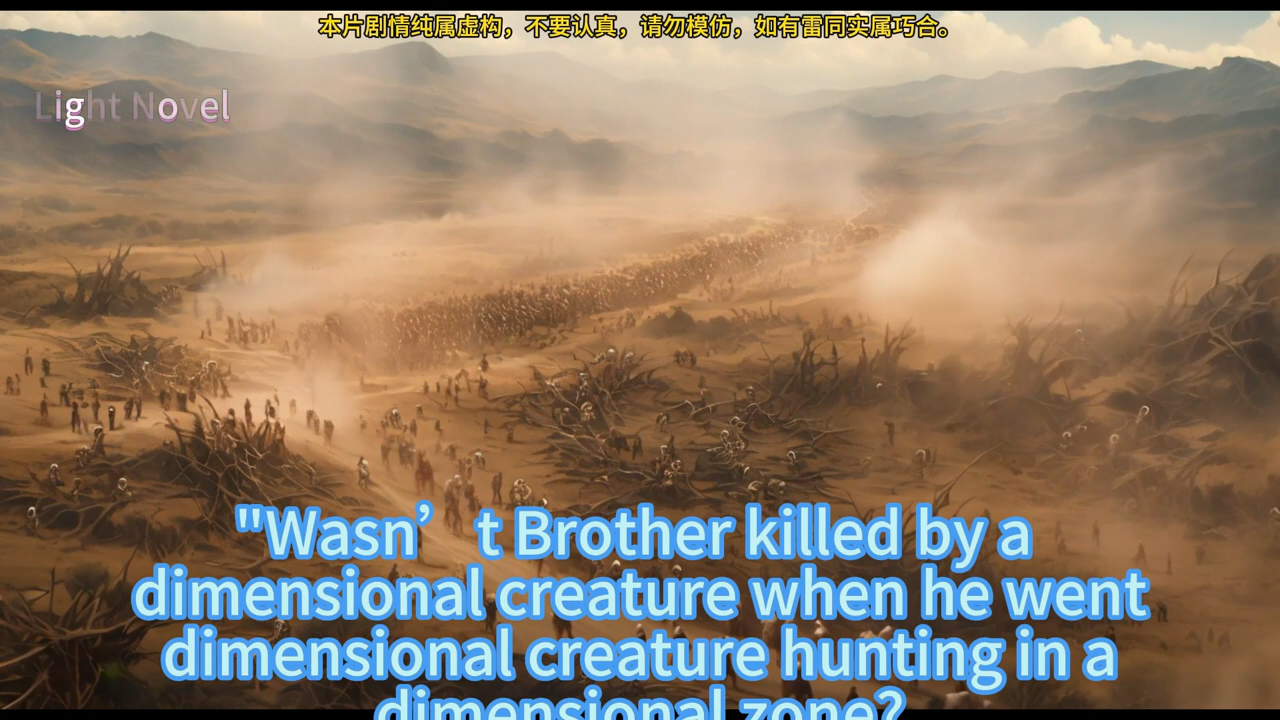 本片剧情纯属虚构，不要认真，请勿模仿，如有雷同实属巧合。
Light Novel
"Wasn’ t Brother killed by a
dimensional creature when he went
dimensional creature hunting in a
dimensional zone?